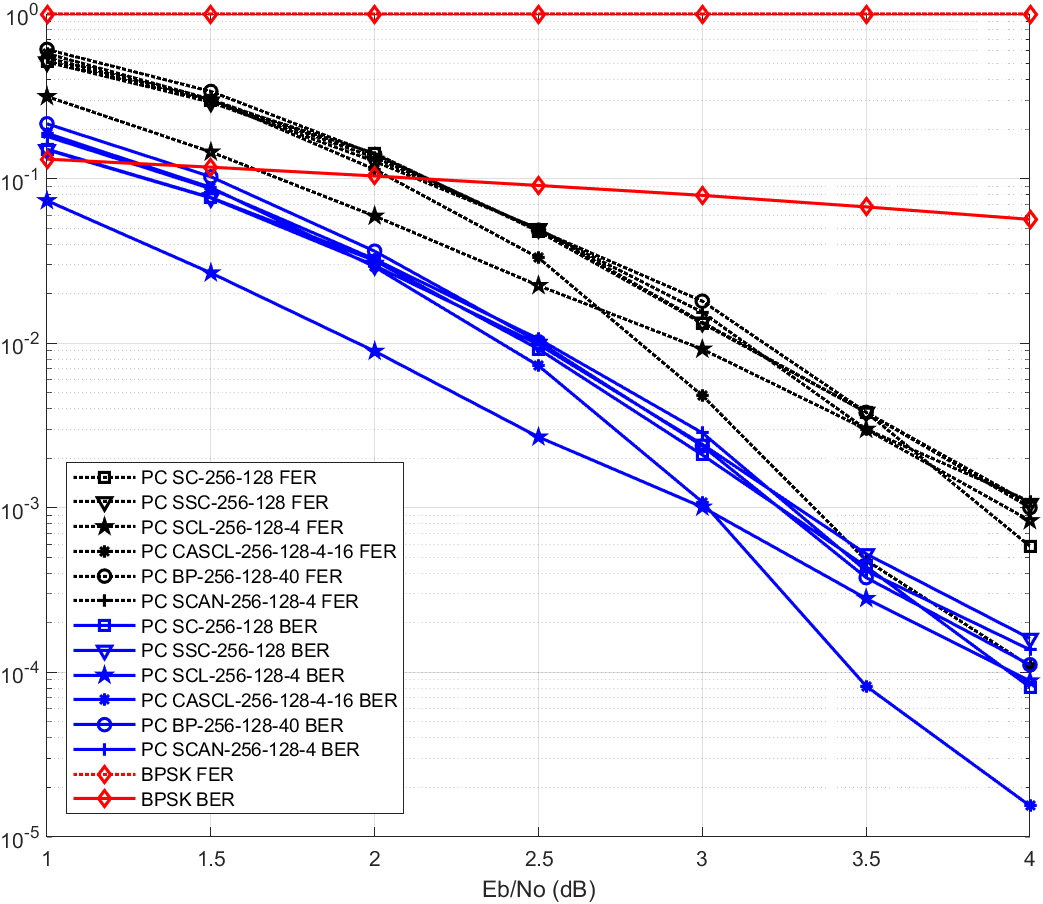 10^0
10^-1
10^-2
10^-3
10^-4
10^-5
PC SC-256-128 FER
PC SSC-256-128 FER
PC SCL-256-128-4 FER
PC CASCL-256-128-4-16 FER
PC BP-256-128-40 FER
PC SCAN-256-128-4 FER
PC SC-256-128 BER
PC SSC-256-128 BER
PC SCL-256-128-4 BER
PC CASCL-256-128-4-16 BER
PC BP-256-128-40 BER
PC SCAN-256-128-4 BER
BPSK FER
BPSK BER
1 1.5 2 2.5 3 3.5 4
Eb/No (dB)